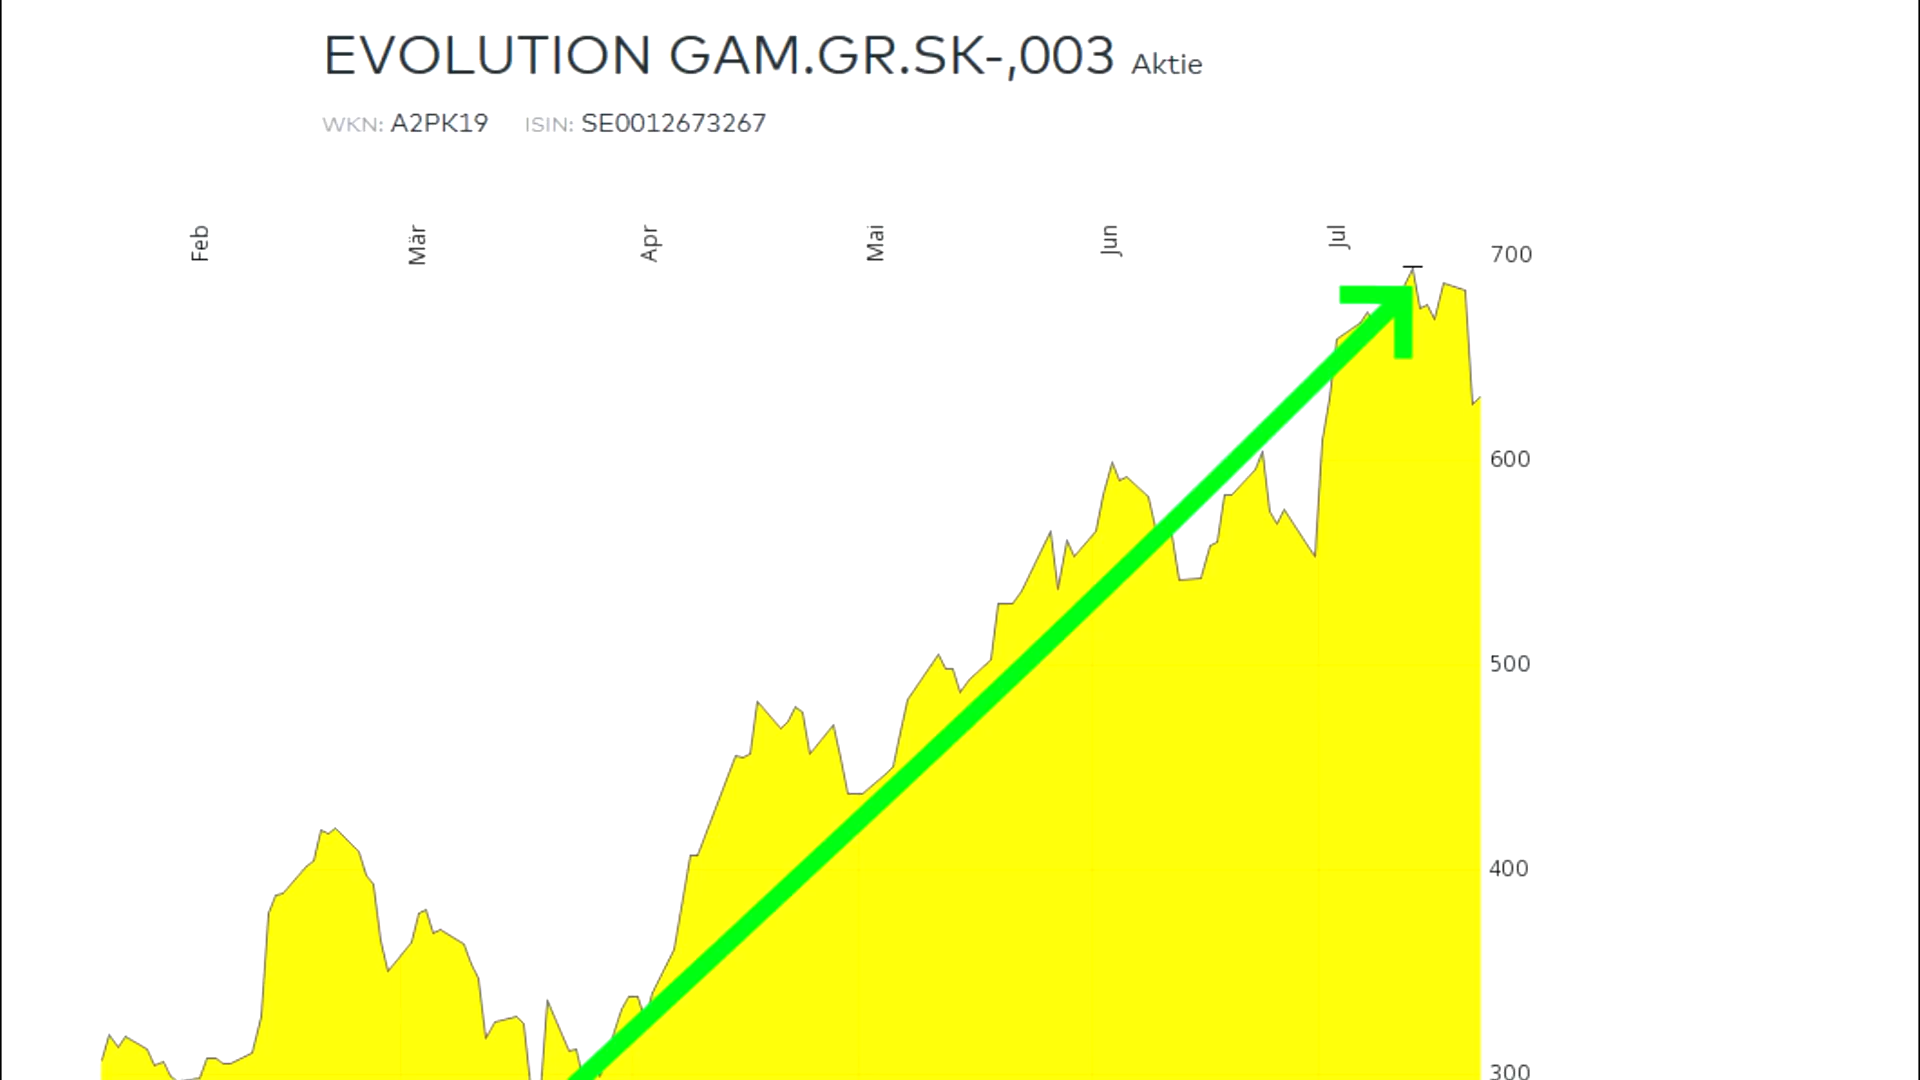 EVOLUTION GAM.GR.SK-,003 Aktie
WKN: A2PK19 ISIN: SE0012673267
Feb Mär Apr Mai Jun Jul
700
600
500
400
300